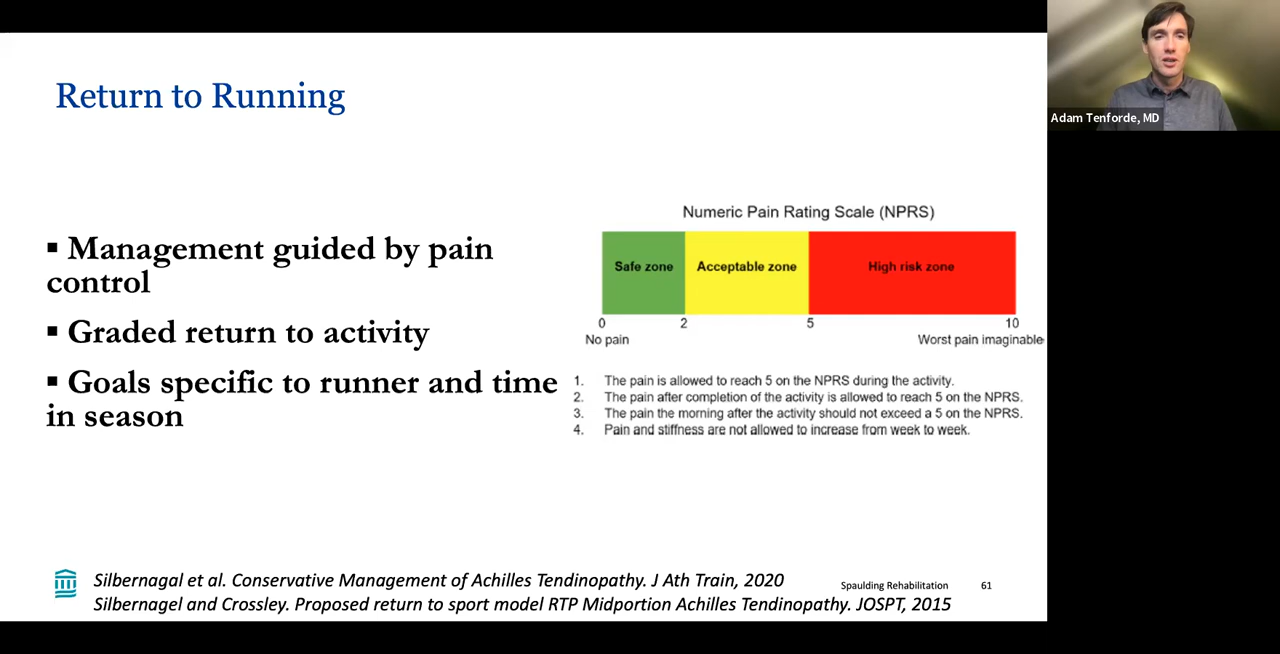 Return to Running
▪ Management guided by pain
control
▪ Graded return to activity
▪ Goals specific to runner and time
in season
Numeric Pain Rating Scale (NPRS)
Safe zone
Acceptable zone
High risk zone
0
2
5
10
No pain
Worst pain imaginable
1. The pain is allowed to reach 5 on the NPRS during the activity.
2. The pain after completion of the activity is allowed to reach 5 on the NPRS.
3. The pain the morning after the activity should not exceed a 5 on the NPRS.
4. Pain and stiffness are not allowed to increase from week to week.
Silbernagal et al. Conservative Management of Achilles Tendinopathy. J Ath Train, 2020
Silbernagel and Crossley. Proposed return to sport model RTP Midportion Achilles Tendinopathy. JOSPT, 2015
Spaulding Rehabilitation
61
Adam Tenforde, MD